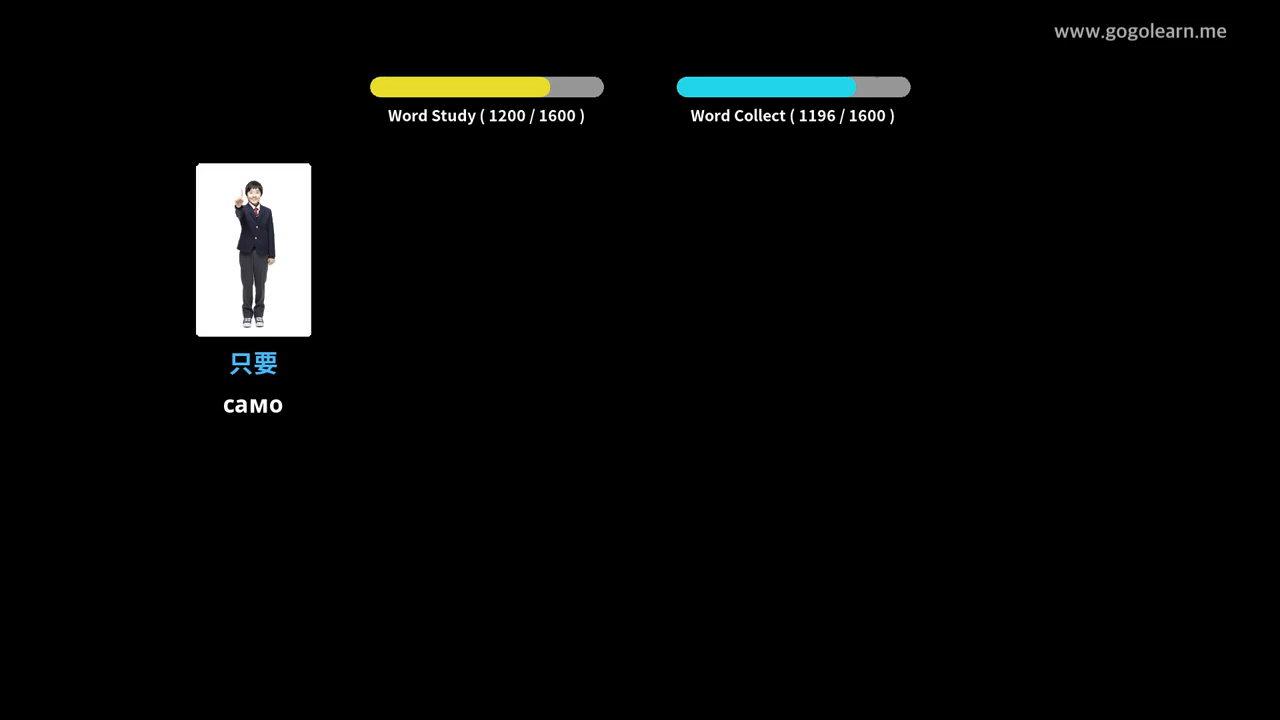 www.gogolearn.me
Word Study ( 1200 / 1600 )
Word Collect ( 1196 / 1600 )
只要
само